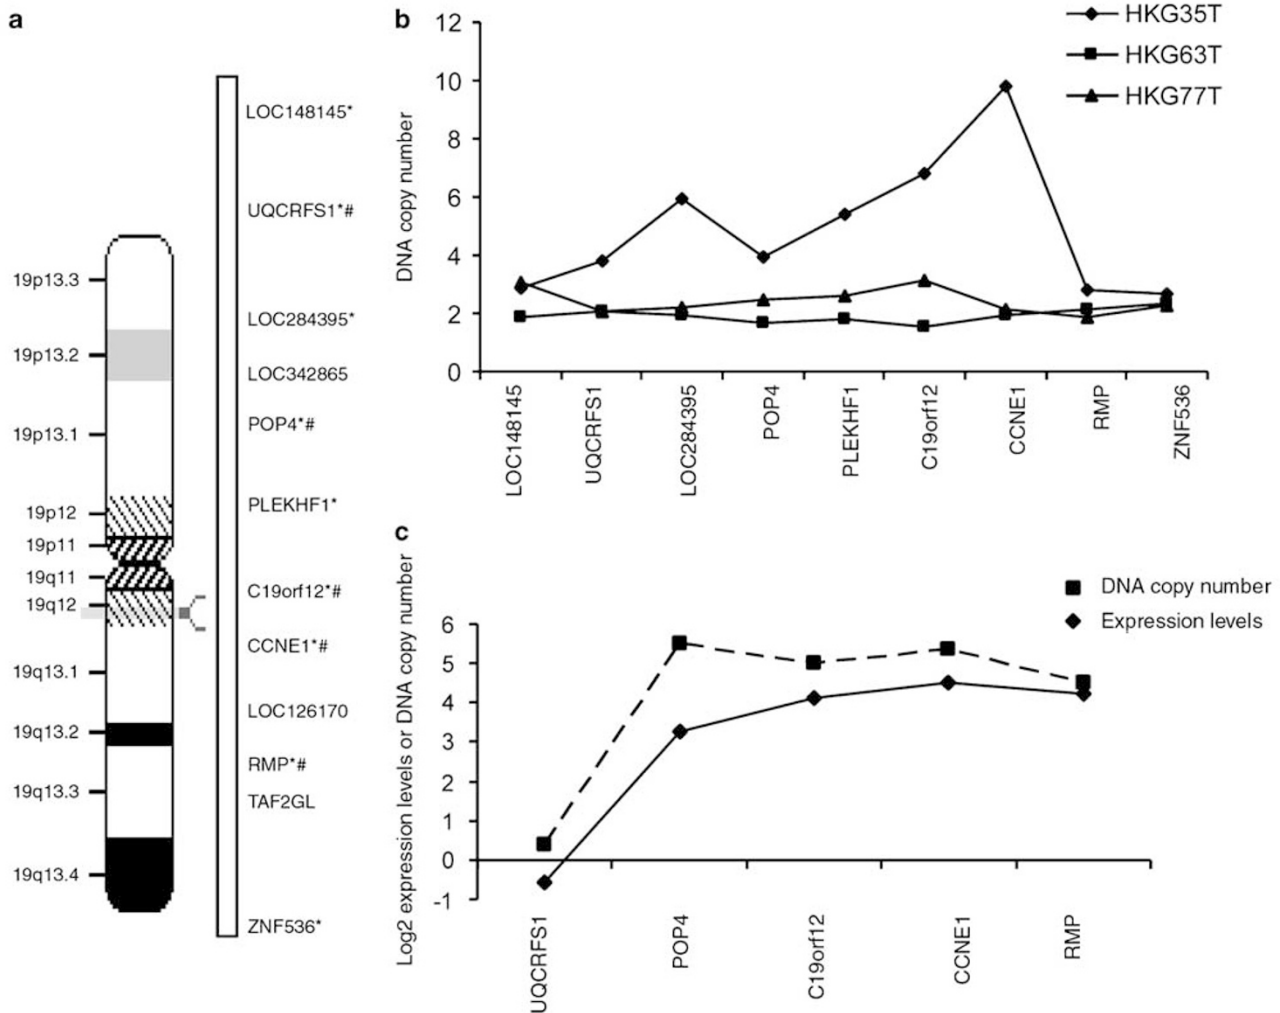 a
19p13.3
19p13.2
19p13.1
19p12
19p11
19q11
19q12
19q13.1
19q13.2
19q13.3
19q13.4
LOC148145*
UQCRFS1*#
LOC284395*
LOC342865
POP4*#
PLEKHF1*
C19orf12*#
CCNE1*#
LOC126170
RMP*#
TAF2GL
ZNF536*
b
DNA copy number
12
10
8
6
4
2
0
HKG35T
HKG63T
HKG77T
LOC148145
UQCRFS1
LOC284395
POP4
PLEKHF1
C19orf12
CCNE1
RMP
ZNF536
c
Log2 expression levels or DNA copy number
6
5
4
3
2
1
0
-1
DNA copy number
Expression levels
UQCRFS1
POP4
C19orf12
CCNE1
RMP